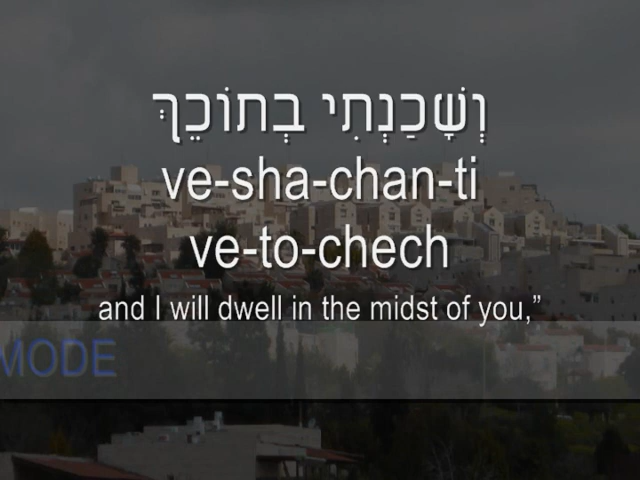 וְשָׁכַנְתִּי בְתוֹכֵךְ
ve-sha-chan-ti
ve-to-chech
and I will dwell in the midst of you,”
MODE